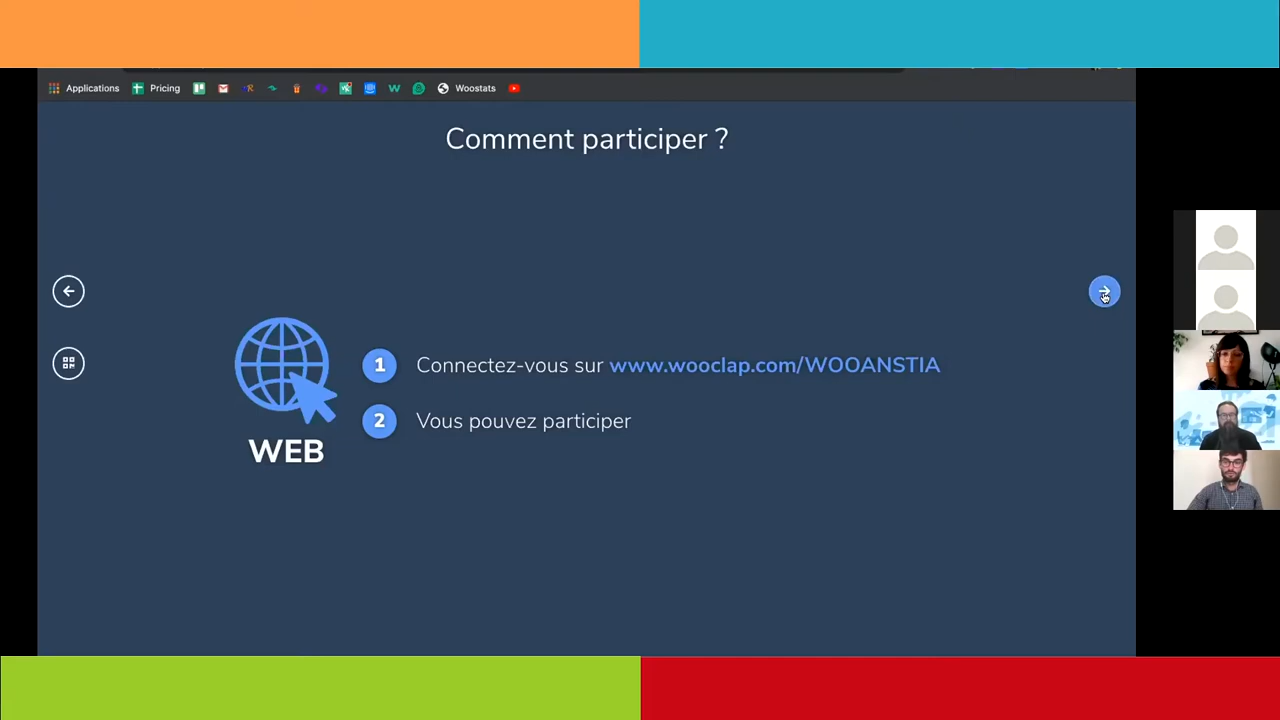 Applications Pricing Woostats
Comment participer ?
1 Connectez-vous sur www.wooclap.com/WOOANSTIA
2 Vous pouvez participer
WEB